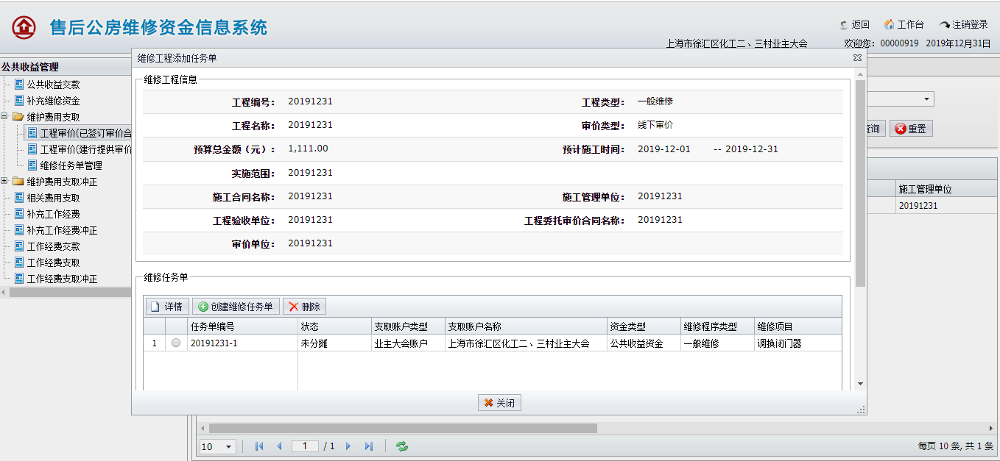 售后公房维修资金信息系统
返回 工作台 注销登录
上海市徐汇区化工二、三村业主大会 欢迎您: 00000919 2019年12月31日
公共收益管理
公共收益交款
补充维修资金
维护费用支取
工程审价(已签订审价合
工程审价(建行提供审价
维修任务单管理
维护费用支取冲正
相关费用支取
补充工作经费
补充工作经费冲正
工作经费交款
工作经费支取
工作经费支取冲正
维修工程添加任务单
维修工程信息
工程编号: 20191231 工程类型: 一般维修
工程名称: 20191231 审价类型: 线下审价
预算总金额（元）: 1,111.00 预计施工时间: 2019-12-01 -- 2019-12-31
实施范围: 20191231
施工合同名称: 20191231 施工管理单位: 20191231
工程验收单位: 20191231 工程委托审价合同名称: 20191231
审价单位: 20191231
维修任务单
详情 创建维修任务单 删除
任务单编号 状态 支取账户类型 支取账户名称 资金类型 维修程序类型 维修项目
1 20191231-1 未分摊 业主大会账户 上海市徐汇区化工二、三村业主大会 公共收益资金 一般维修 调换闭门器
关闭
询 重置
施工管理单位
20191231
10 1 / 1 每页 10 条, 共 1 条